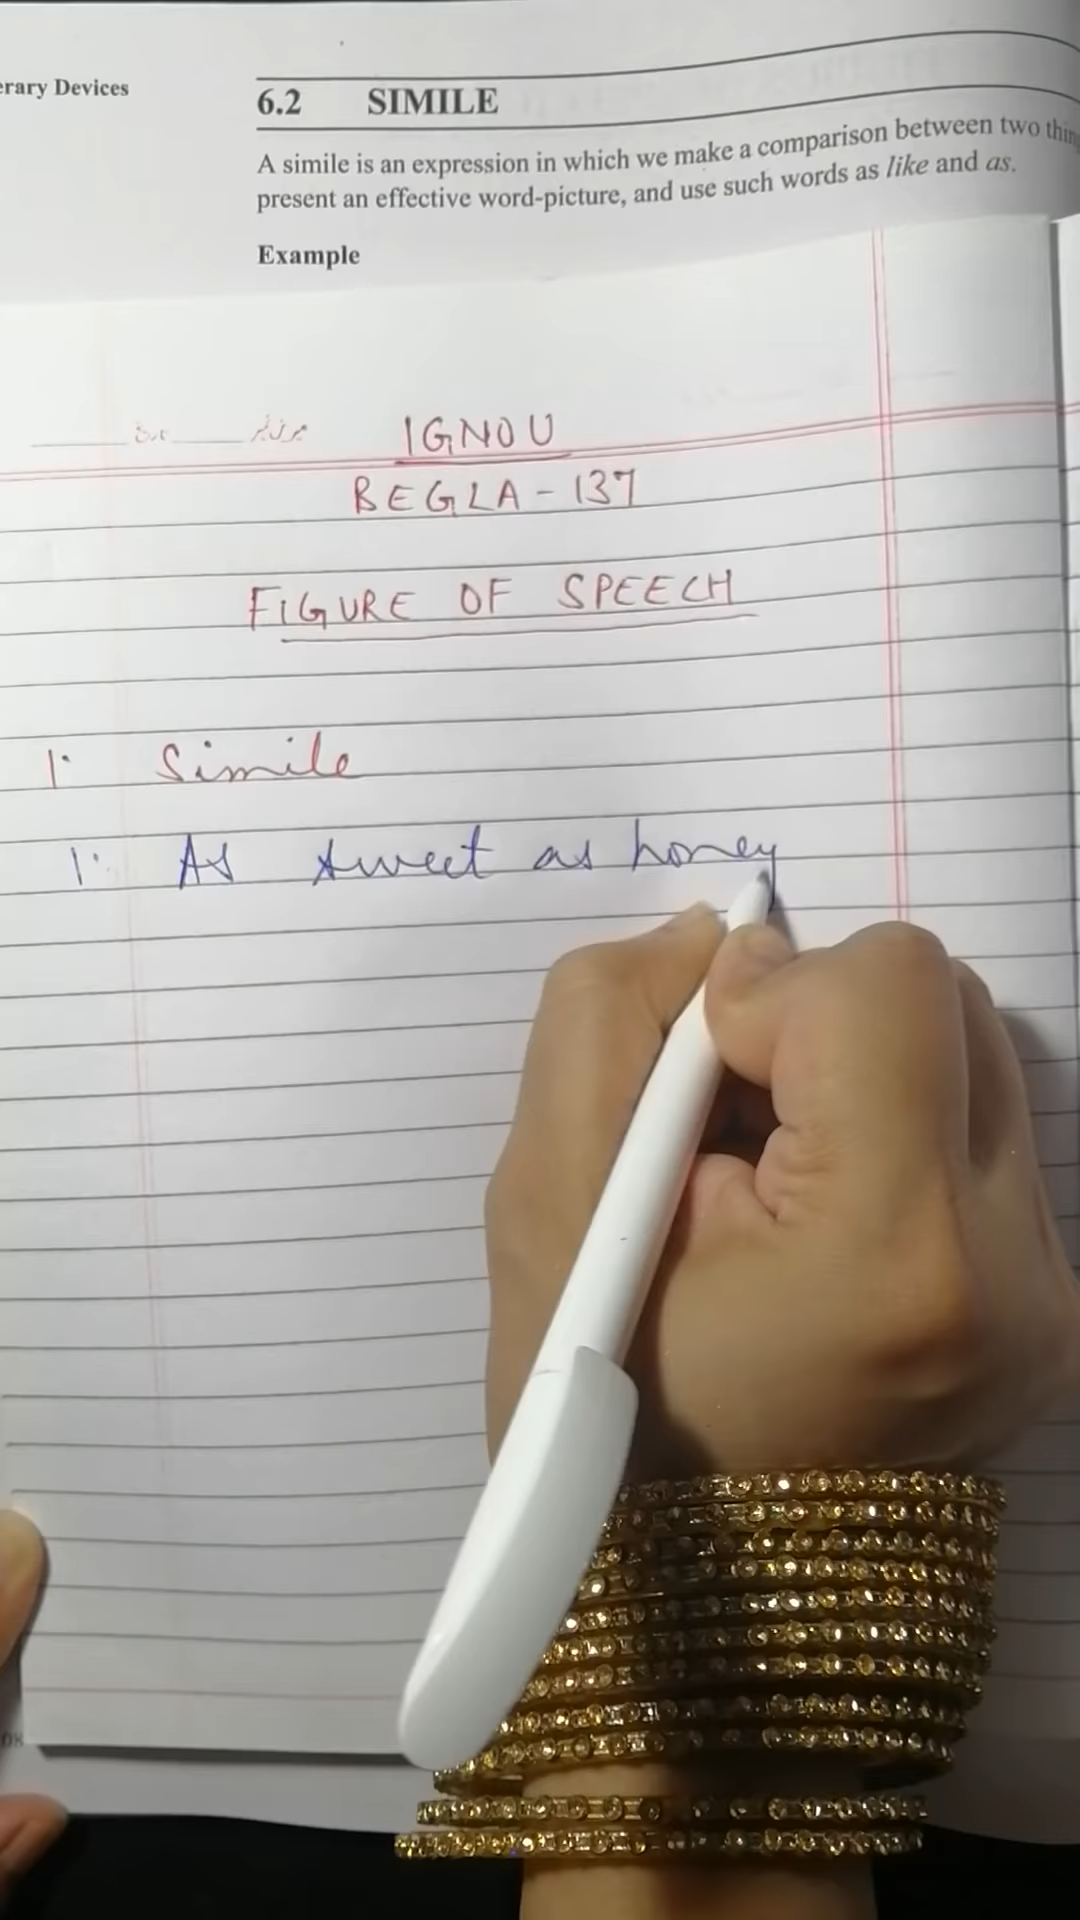 erary Devices
6.2 SIMILE
A simile is an expression in which we make a comparison between two
present an effective word-picture, and use such words as like and as.
Example
IGNOU
BEGLA-137
FIGURE OF SPEECH
1. Simile
1. As sweet as honey
08